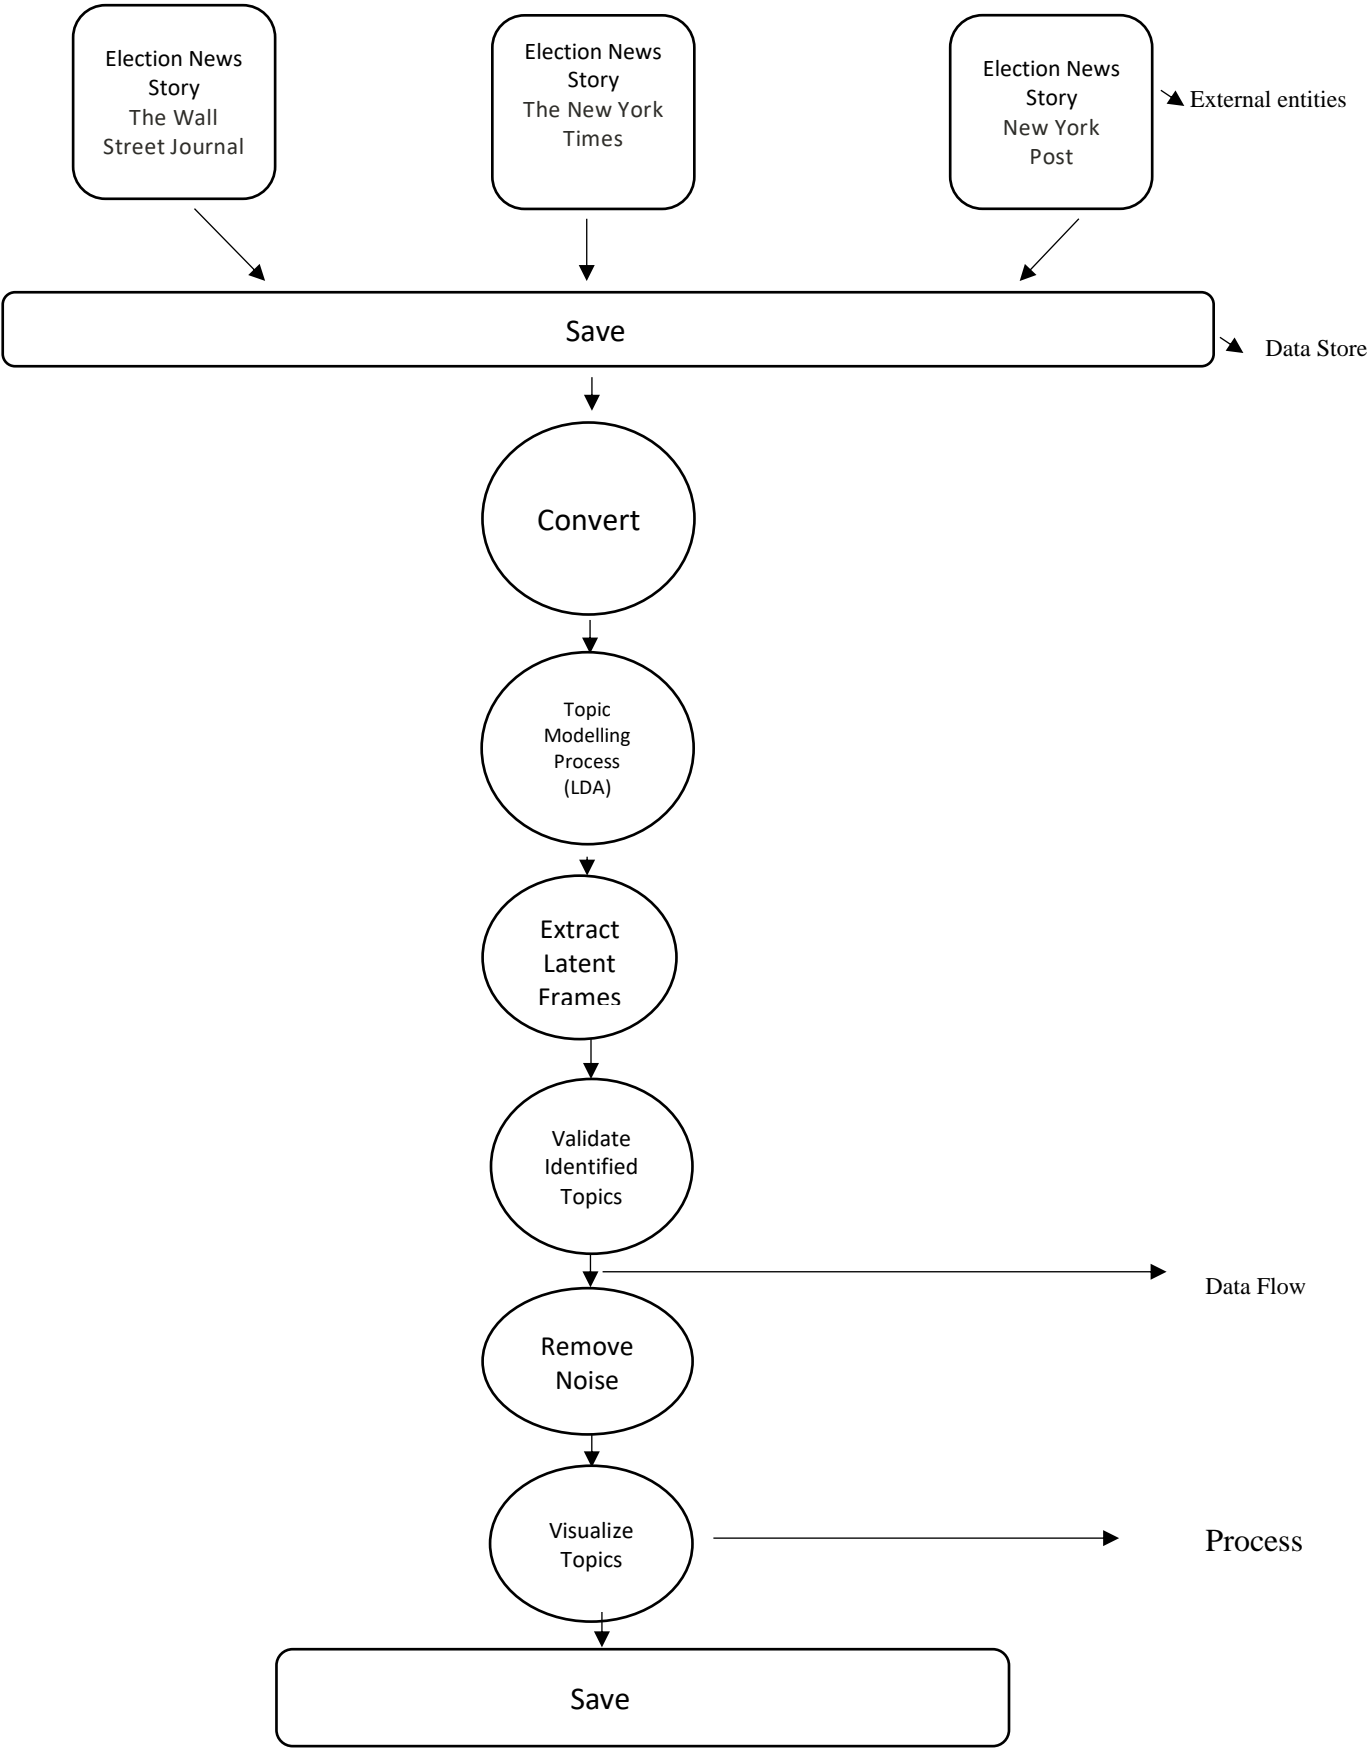 Election News
Story
The Wall
Street Journal
Election News
Story
The New York
Times
Election News
Story
New York
Post
External entities
Save
Data Store
Convert
Topic
Modelling
Process
(LDA)
Extract
Latent
Frames
Validate
Identified
Topics
Data Flow
Remove
Noise
Visualize
Topics
Process
Save